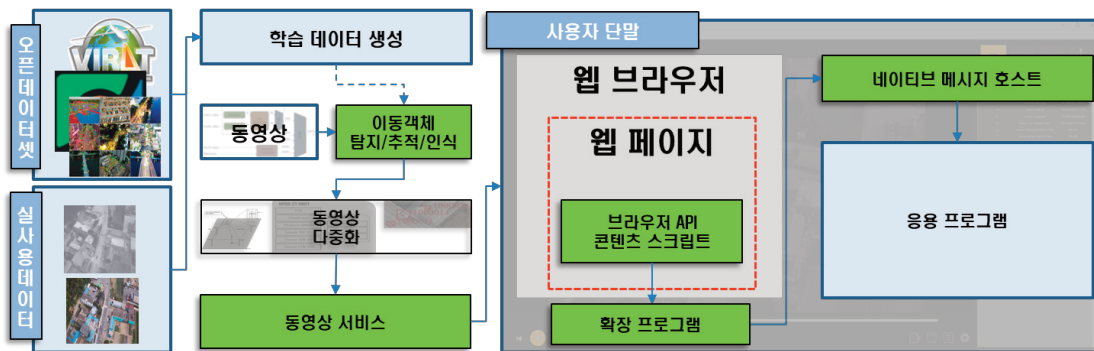 오픈데이터셋
VIRAT
실사용데이터
학습 데이터 생성
동영상
이동객체
탐지/추적/인식
동영상
다중화
동영상 서비스
사용자 단말
웹 브라우저
웹 페이지
브라우저 API
콘텐츠 스크립트
확장 프로그램
네이티브 메시지 호스트
응용 프로그램